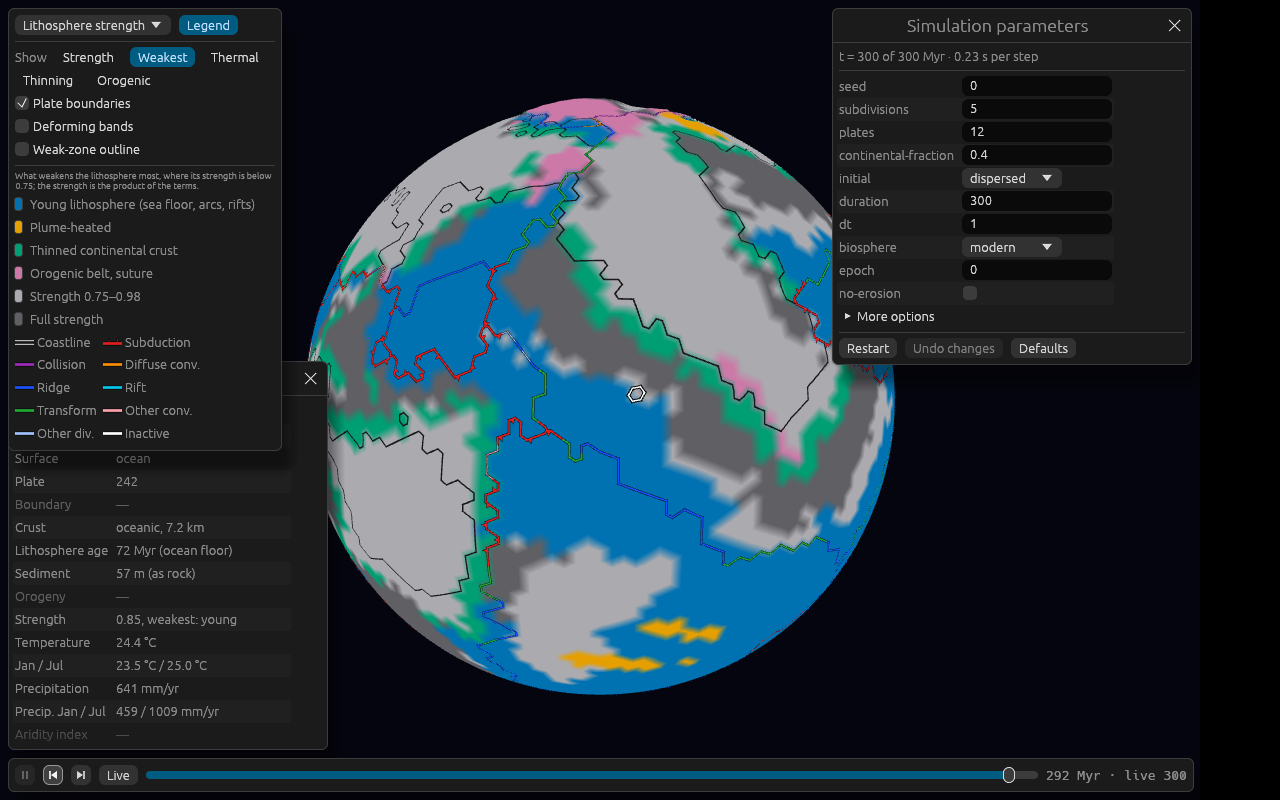 Lithosphere strength ▼ Legend
Show Strength Weakest Thermal
Thinning Orogenic
Plate boundaries
Deforming bands
Weak-zone outline
What weakens the lithosphere most, where its strength is below
0.75; the strength is the product of the terms.
Young lithosphere (sea floor, arcs, rifts)
Plume-heated
Thinned continental crust
Orogenic belt, suture
Strength 0.75–0.98
Full strength
Coastline Subduction
Collision Diffuse conv.
Ridge Rift
Transform Other conv.
Other div. Inactive
Surface ocean
Plate 242
Boundary —
Crust oceanic, 7.2 km
Lithosphere age 72 Myr (ocean floor)
Sediment 57 m (as rock)
Orogeny —
Strength 0.85, weakest: young
Temperature 24.4 °C
Jan / Jul 23.5 °C / 25.0 °C
Precipitation 641 mm/yr
Precip. Jan / Jul 459 / 1009 mm/yr
Aridity index —
Simulation parameters
t = 300 of 300 Myr · 0.23 s per step
seed 0
subdivisions 5
plates 12
continental-fraction 0.4
initial dispersed
duration 300
dt 1
biosphere modern
epoch 0
no-erosion
More options
Restart Undo changes Defaults
Live 292 Myr · live 300